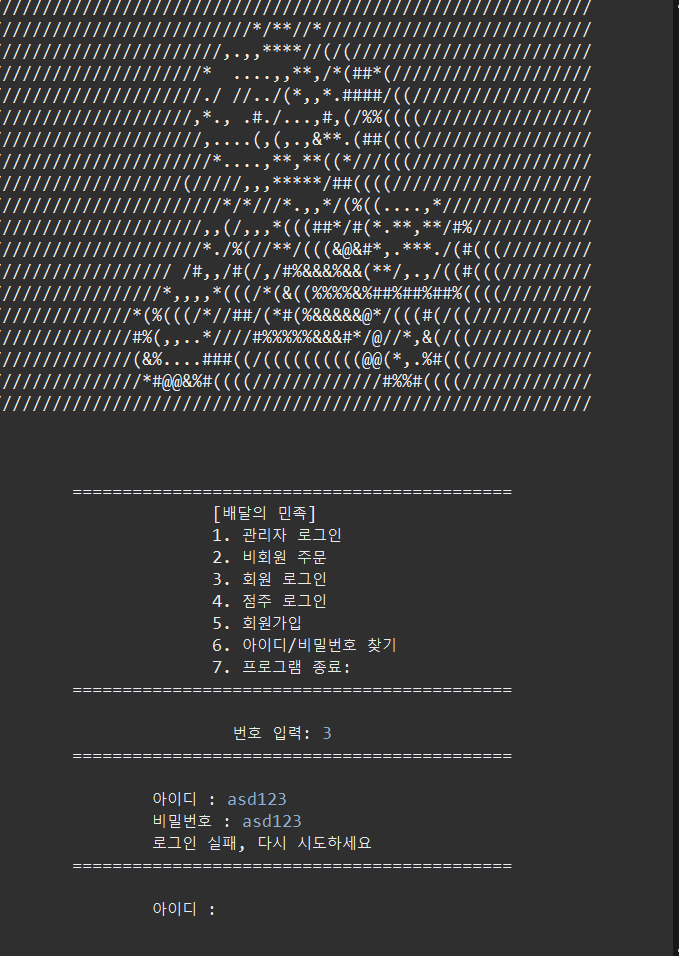 [배달의 민족]
1. 관리자 로그인
2. 비회원 주문
3. 회원 로그인
4. 점주 로그인
5. 회원가입
6. 아이디/비밀번호 찾기
7. 프로그램 종료:
번호 입력: 3
아이디 : asd123
비밀번호 : asd123
로그인 실패, 다시 시도하세요
아이디 :